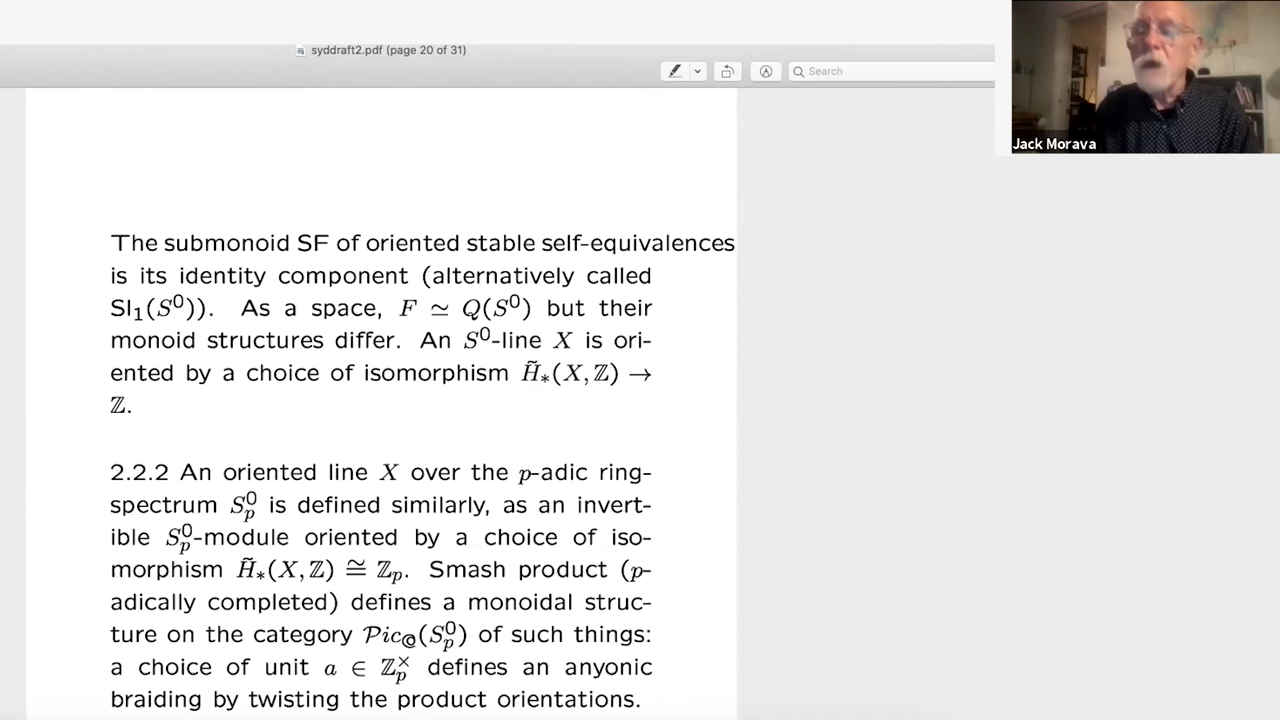 syddraft2.pdf (page 20 of 31)
Search
Jack Morava
The submonoid SF of oriented stable self-equivalences
is its identity component (alternatively called
Sl₁(S⁰)). As a space, F ≃ Q(S⁰) but their
monoid structures differ. An S⁰-line X is ori-
ented by a choice of isomorphism H̃∗(X, ℤ) →
ℤ.
2.2.2 An oriented line X over the p-adic ring-
spectrum S⁰ₚ is defined similarly, as an invert-
ible S⁰ₚ-module oriented by a choice of iso-
morphism H̃∗(X, ℤ) ≅ ℤₚ. Smash product (p-
adically completed) defines a monoidal struc-
ture on the category Pic@(S⁰ₚ) of such things:
a choice of unit a ∈ ℤₚ× defines an anyonic
braiding by twisting the product orientations.